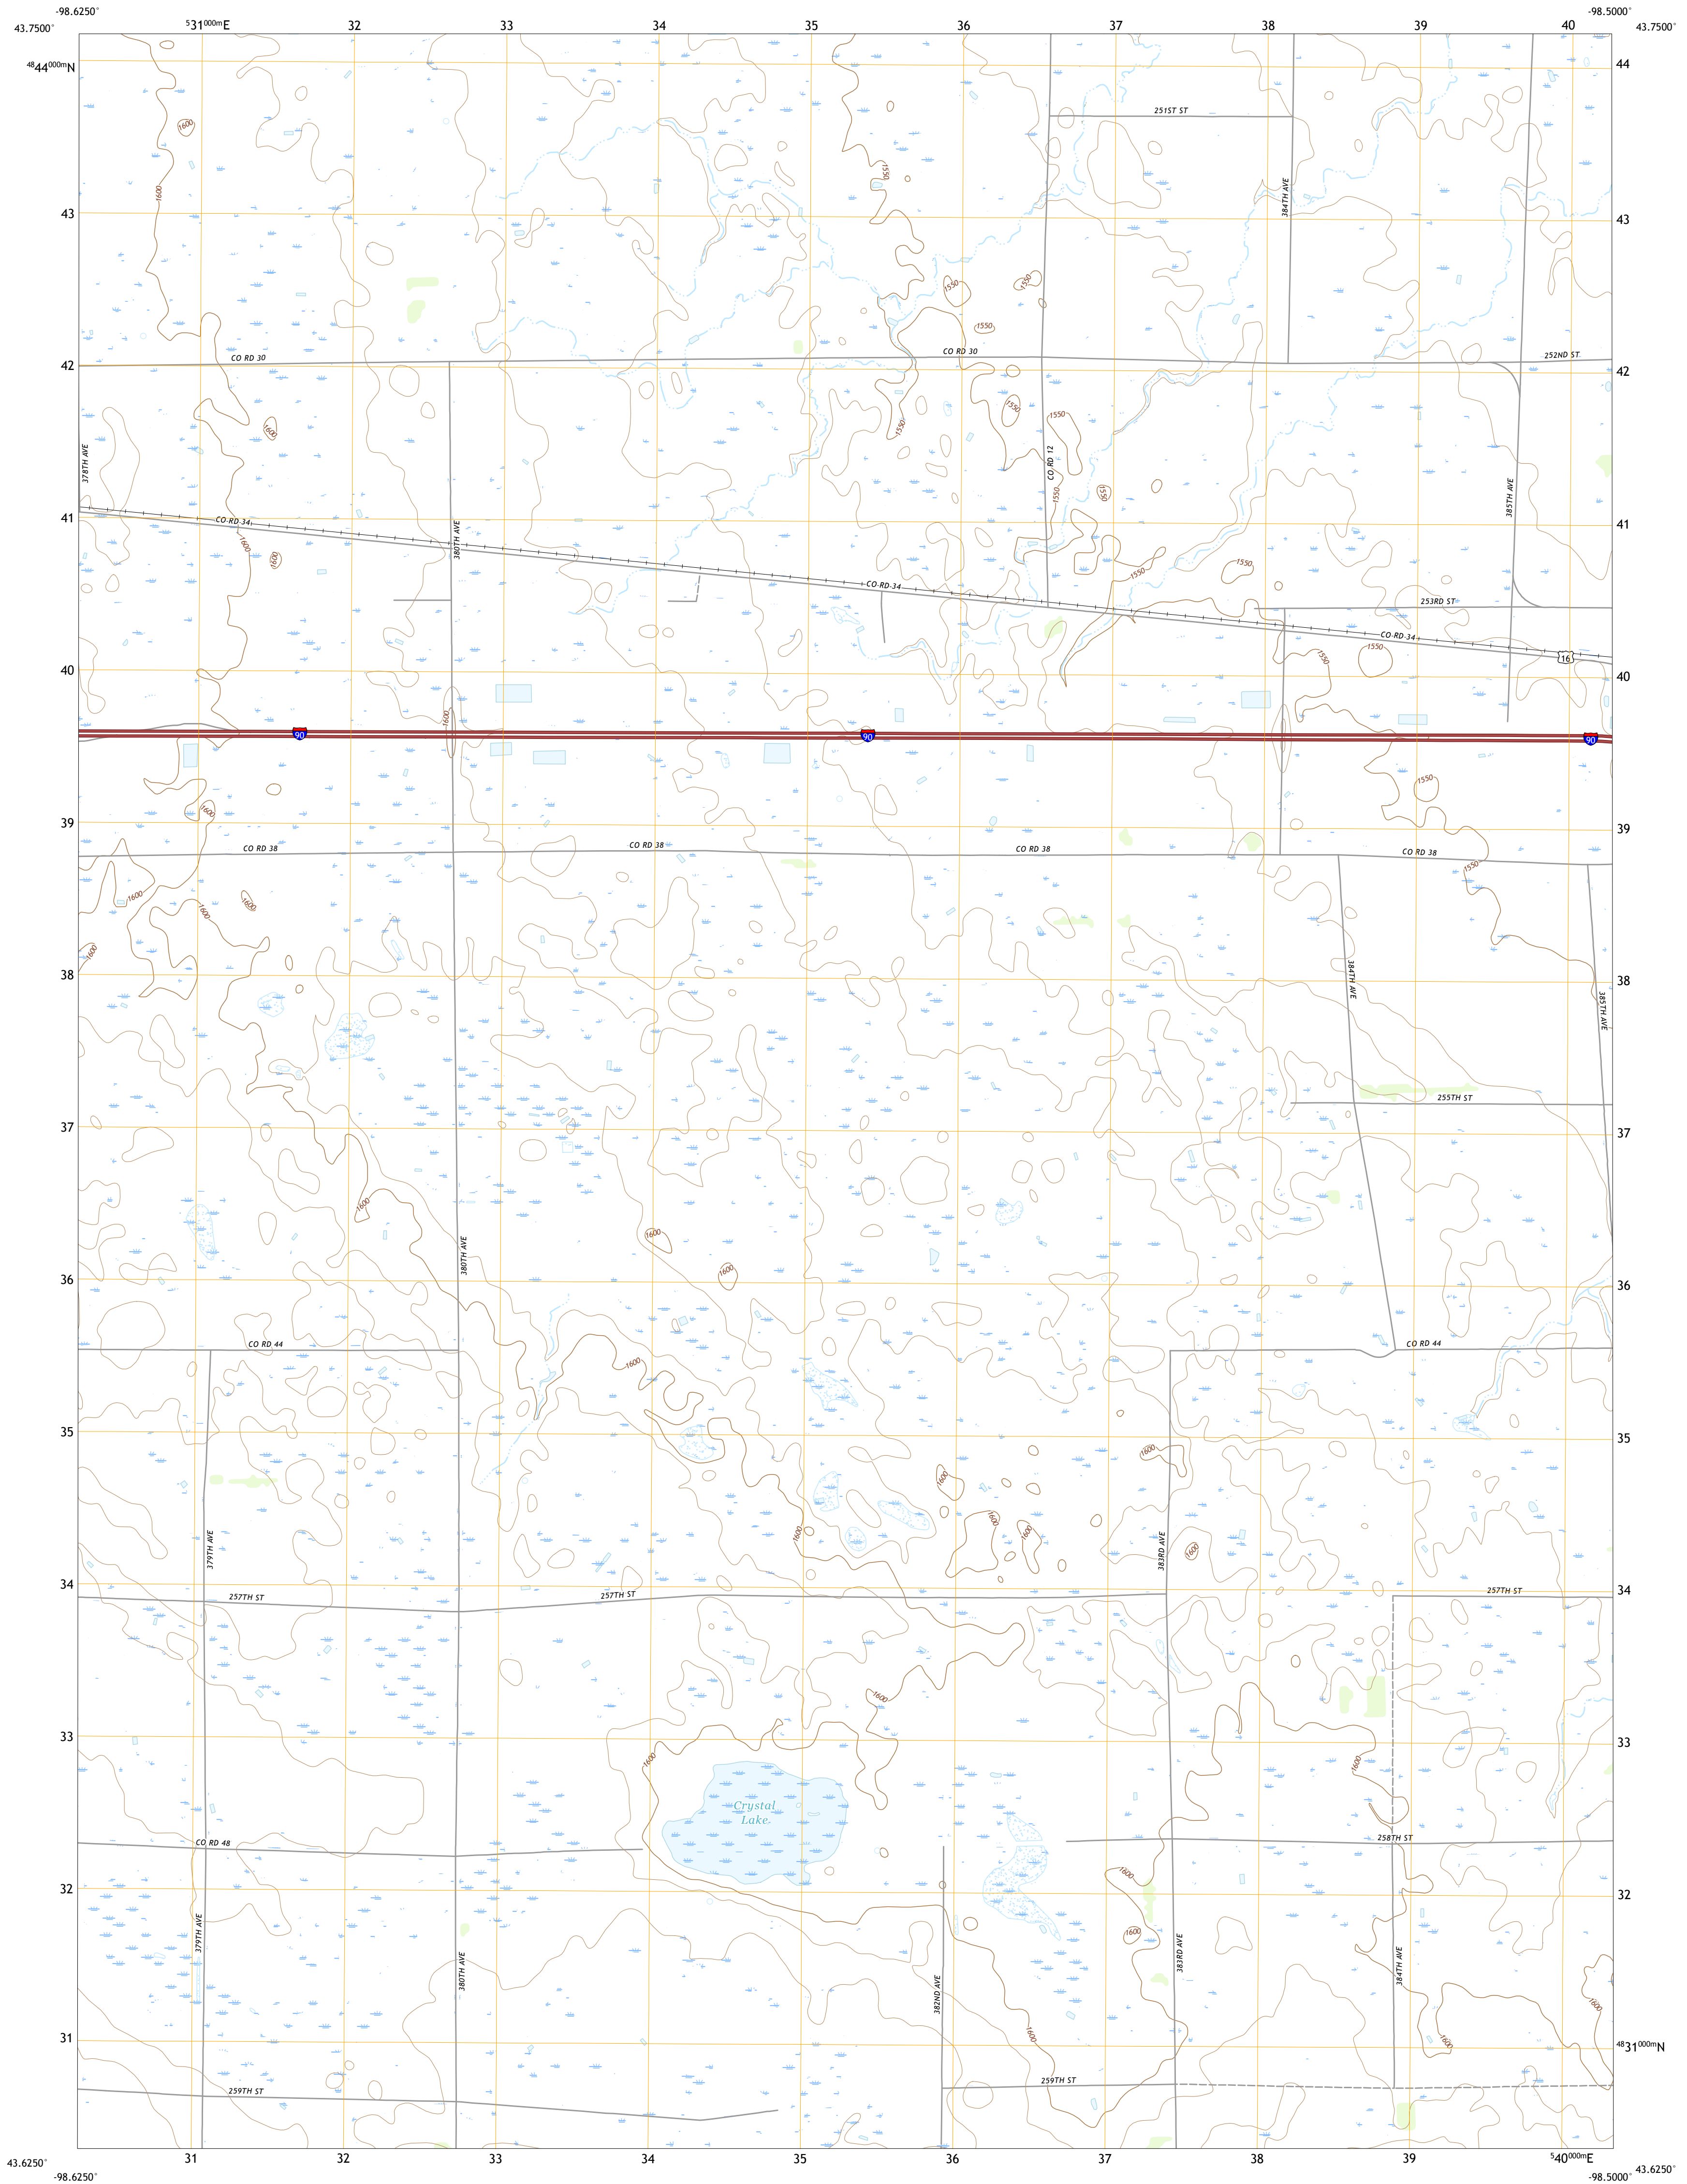 -98.6250°
-98.5000°
43.7500°
⁵31⁰⁰⁰ᵐE
32
33
34
35
36
37
38
39
40
43.7500°
⁴⁸44⁰⁰⁰ᵐN
44
251ST ST
1600
1550
1600
384TH AVE
43
43
1550
1550
1550
CO RD 30
CO RD 30
252ND ST
42
42
1600
1550
1550
1550
378TH AVE
CO RD 12
1550
1550
385TH AVE
41
CO RD 34
380TH AVE
41
1600
1600
1550
1550
CO RD 34
253RD ST
CO RD 34
16
1550
1550
40
40
1600
90
90
90
1550
1600
39
39
CO RD 38
CO RD 38
CO RD 38
CO RD 38
1550
1600
1600
1600
1600
38
38
384TH AVE
385TH AVE
255TH ST
37
37
1600
1600
380TH AVE
1600
36
36
CO RD 44
CO RD 44
1600
35
35
1600
1600
1600
1600
1600
379TH AVE
383RD AVE
1600
34
34
257TH ST
257TH ST
257TH ST
1600
33
33
1600
1600
Crystal
Lake
CO RD 48
258TH ST
1600
32
32
1600
379TH AVE
380TH AVE
382ND AVE
383RD AVE
384TH AVE
1600
1600
1600
31
⁴⁸31⁰⁰⁰ᵐN
259TH ST
259TH ST
43.6250°
31
32
33
34
35
36
37
38
39
⁵40⁰⁰⁰ᵐE
43.6250°
-98.6250°
-98.5000°